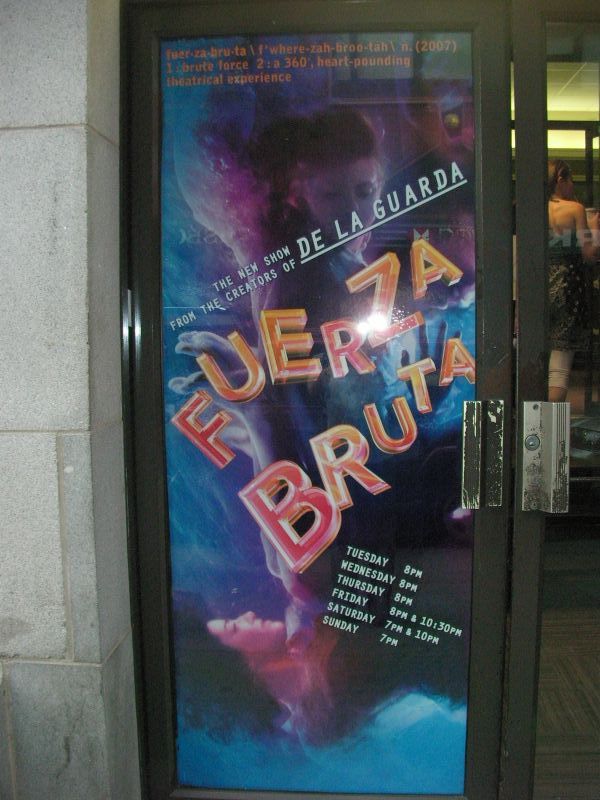 fuer·za·bru·ta \ f'where-zah-broo-tah \ n. (2007)
1 : brute force 2 : a 360°, heart-pounding
theatrical experience
THE NEW SHOW
FROM THE CREATORS OF DE LA GUARDA
FUERZA
BRUTA
TUESDAY 8PM
WEDNESDAY 8PM
THURSDAY 8PM
FRIDAY 8PM & 10:30PM
SATURDAY 7PM & 10PM
SUNDAY 7PM